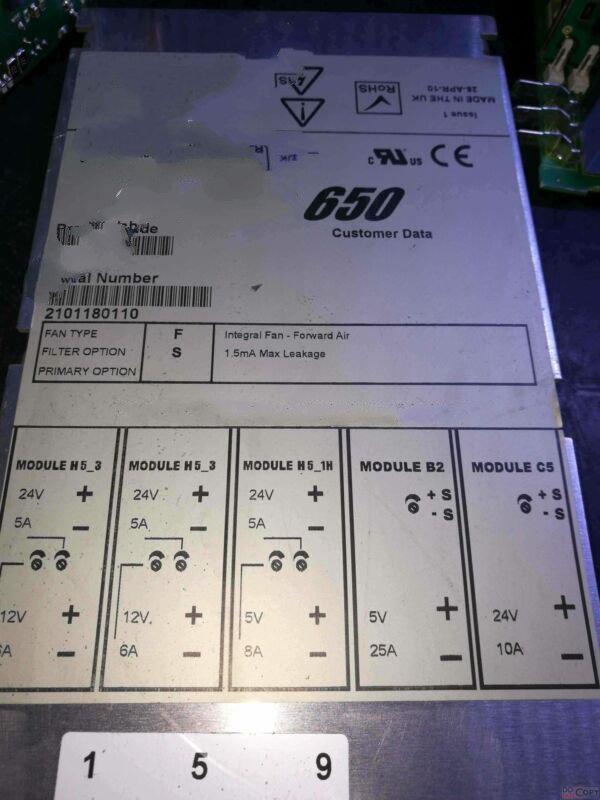 MADE IN THE UK
26-APR-10
Issue 1
RoHS
c RU us CE
650
Customer Data
Number
2101180110
FAN TYPE F Integral Fan - Forward Air
FILTER OPTION S 1.5mA Max Leakage
PRIMARY OPTION
MODULE H5_3 MODULE H5_3 MODULE H5_1H MODULE B2 MODULE C5
24V + 24V + 24V + + S + S
5A - 5A - 5A - - S - S
12V + 12V + 5V + 5V + 24V +
6A - 6A - 8A - 25A - 10A -
1 5 9